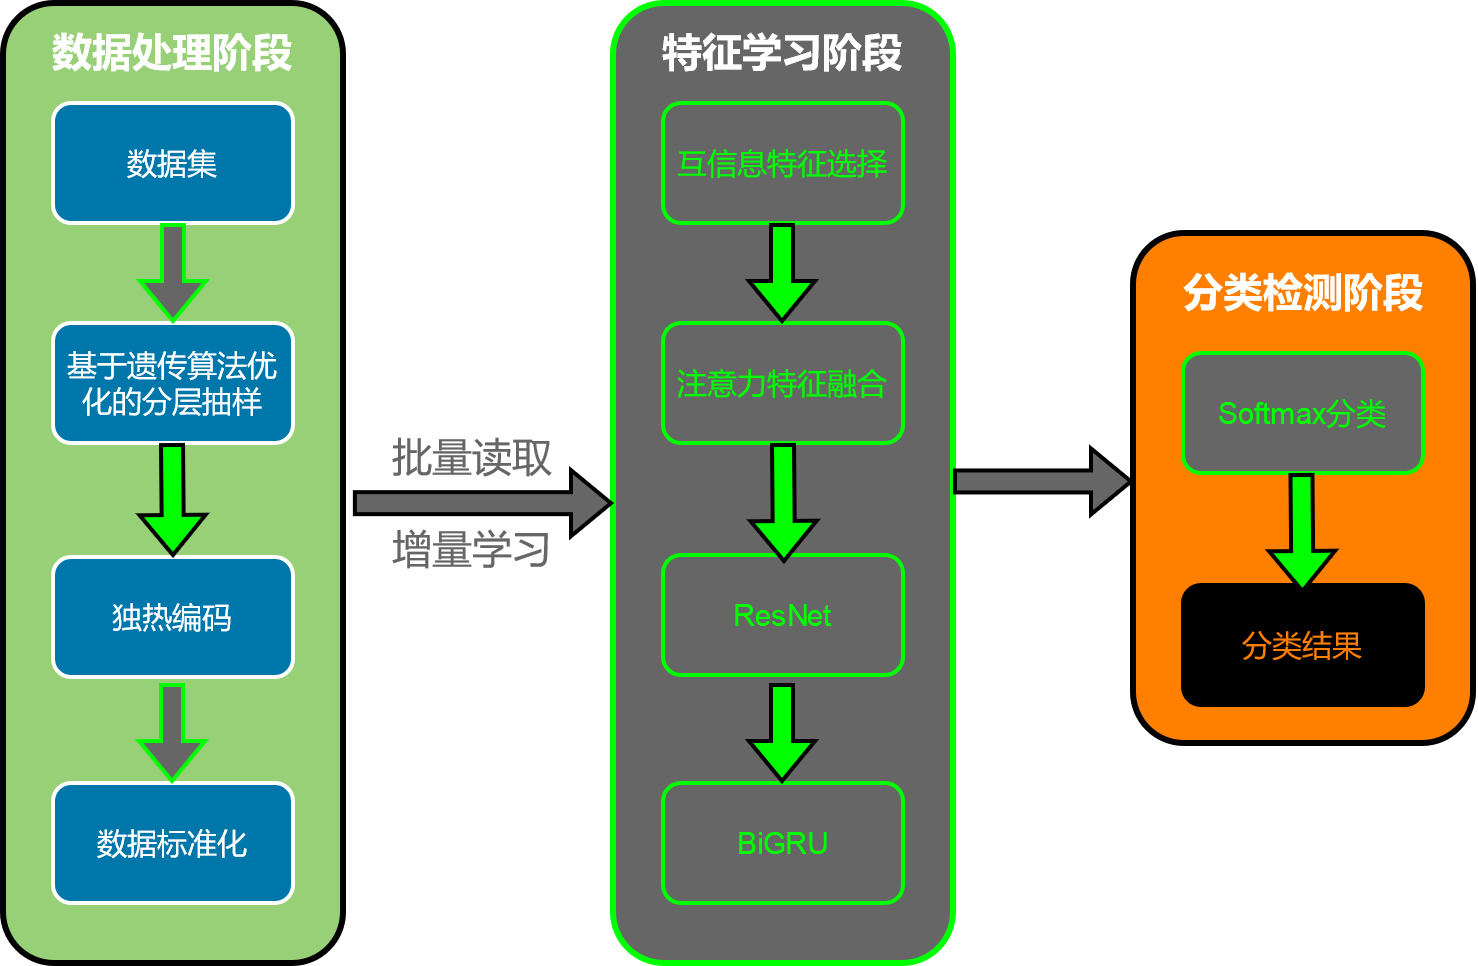 数据处理阶段
数据集
基于遗传算法优
化的分层抽样
独热编码
数据标准化
批量读取
增量学习
特征学习阶段
互信息特征选择
注意力特征融合
ResNet
BiGRU
分类检测阶段
Softmax分类
分类结果